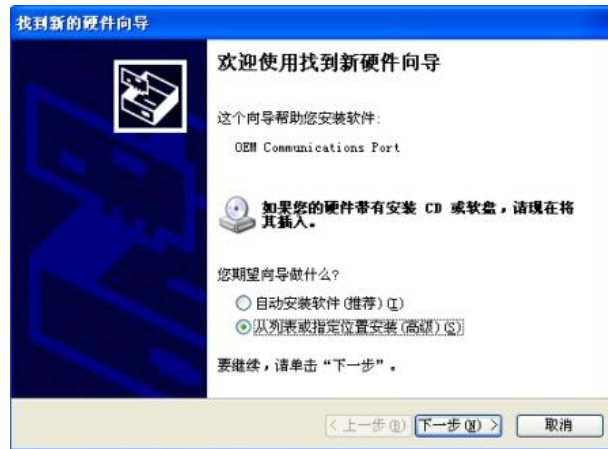 找到新的硬件向导
欢迎使用找到新硬件向导
这个向导帮助您安装软件:
OEM Communications Port
如果您的硬件带有安装 CD 或软盘，请现在将
其插入。
您期望向导做什么?
自动安装软件(推荐)(I)
从列表或指定位置安装(高级)(S)
要继续，请单击“下一步”。
< 上一步(B) 下一步(N) > 取消